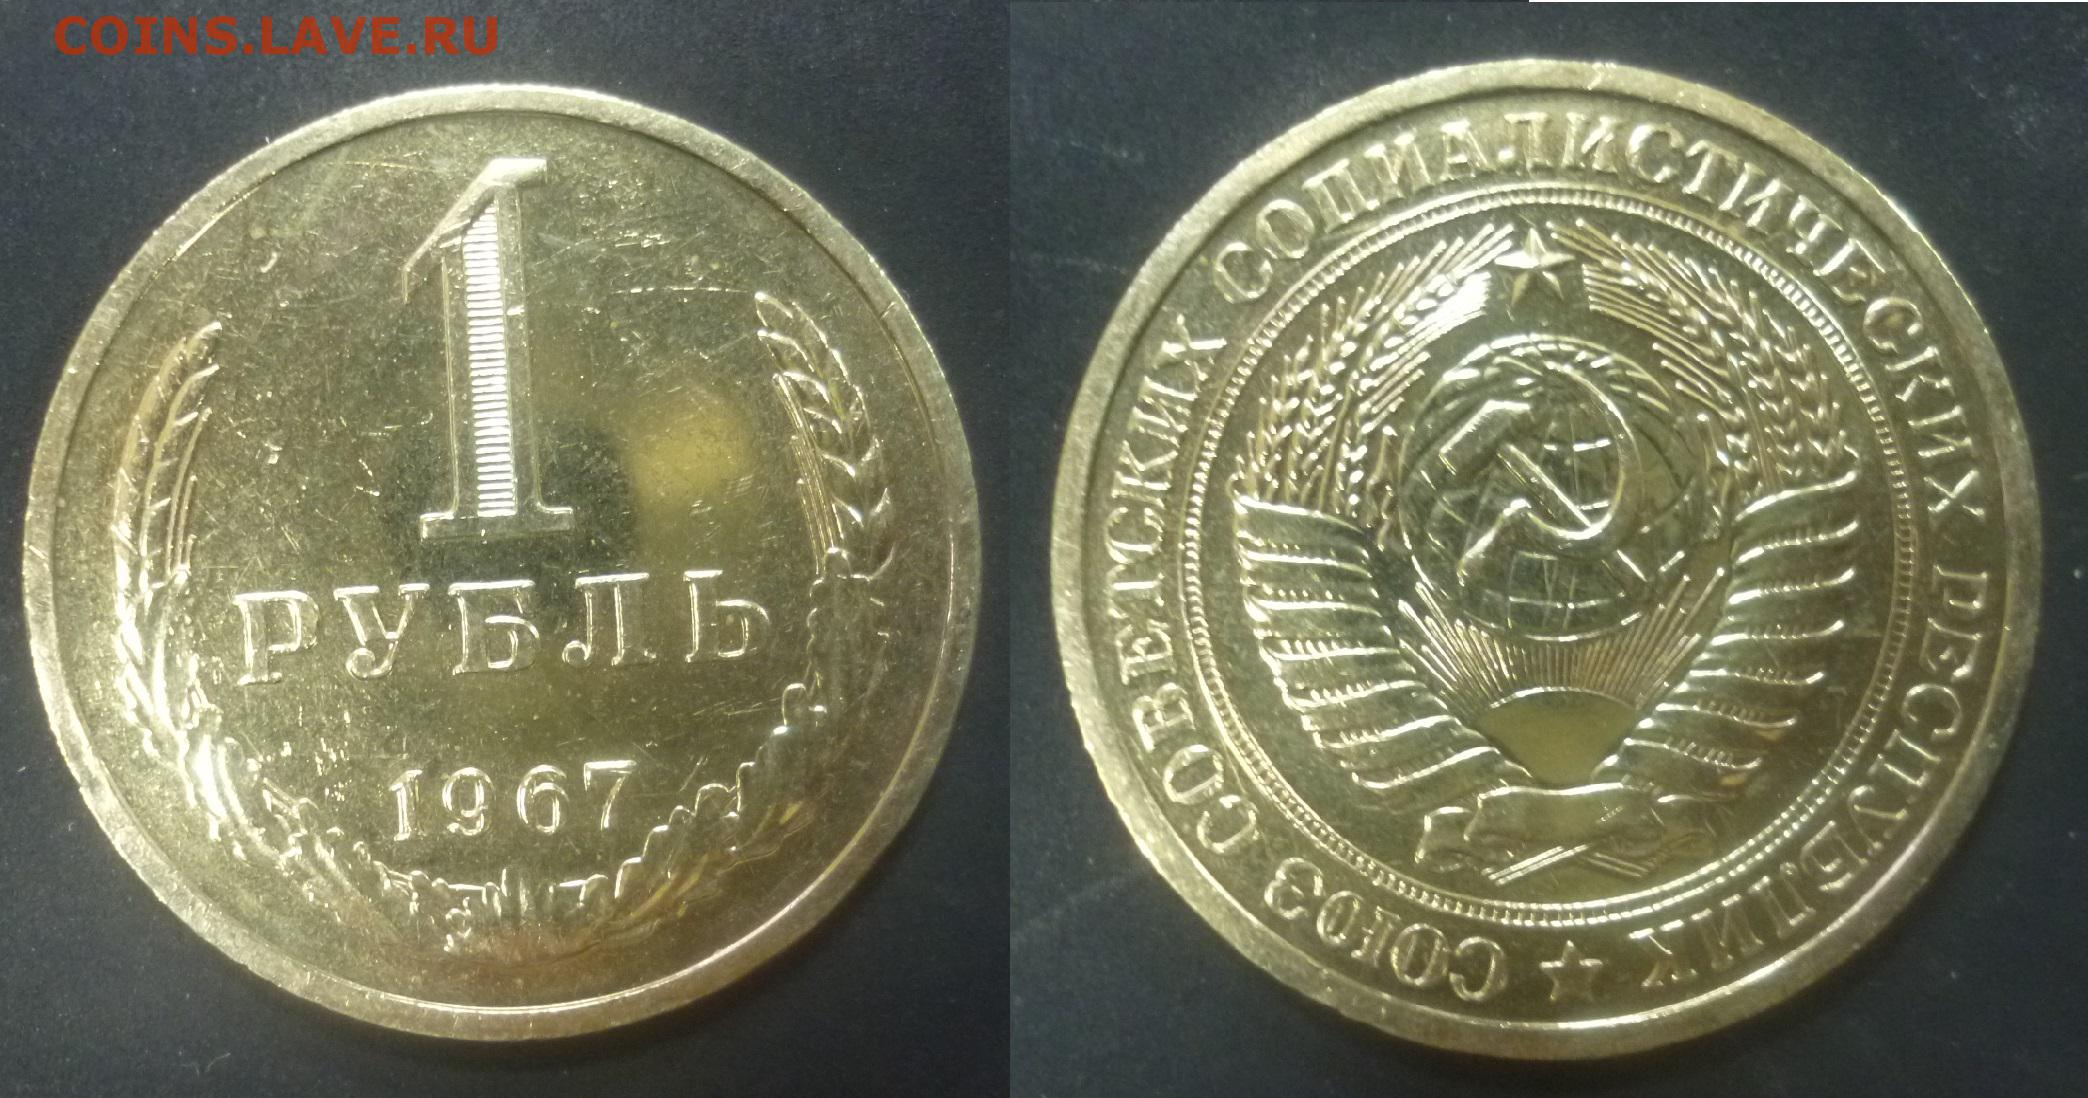 COINS.LAVE.RU
1
РУБЛЬ
1967
СОЮЗ СОВЕТСКИХ СОЦИАЛИСТИЧЕСКИХ РЕСПУБЛИК